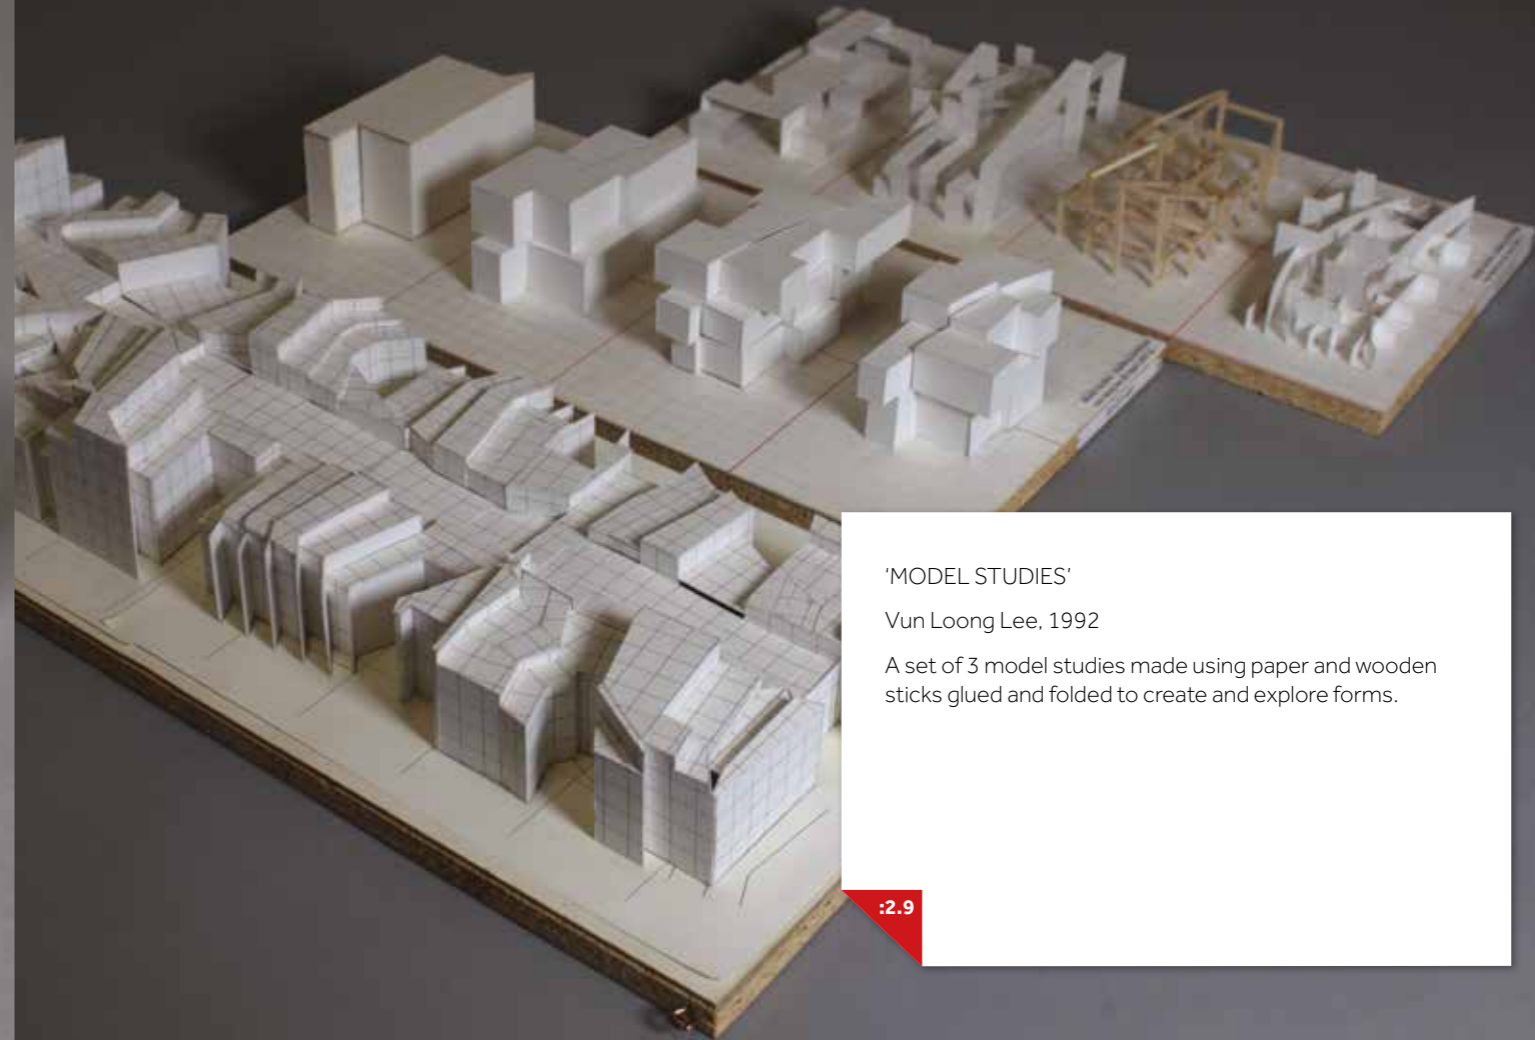 'MODEL STUDIES'
Vun Loong Lee, 1992
A set of 3 model studies made using paper and wooden
sticks glued and folded to create and explore forms.
:2.9